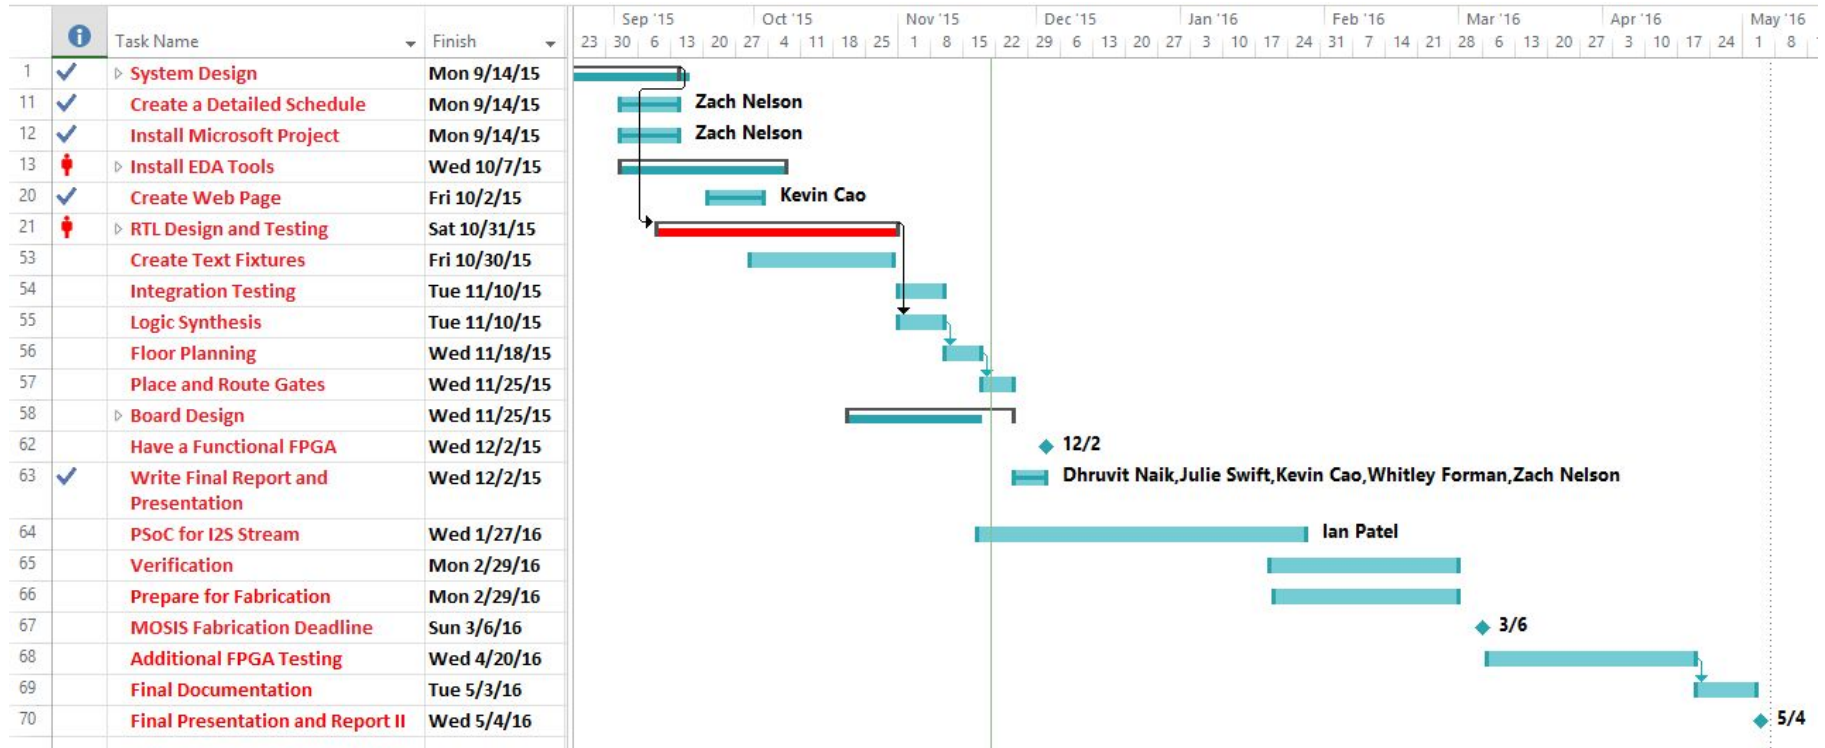 Sep '15 Oct '15 Nov '15 Dec '15 Jan '16 Feb '16 Mar '16 Apr '16 May '16
Task Name Finish 23 30 6 13 20 27 4 11 18 25 1 8 15 22 29 6 13 20 27 3 10 17 24 31 7 14 21 28 6 13 20 27 3 10 17 24 1 8
1 System Design Mon 9/14/15
11 Create a Detailed Schedule Mon 9/14/15 Zach Nelson
12 Install Microsoft Project Mon 9/14/15 Zach Nelson
13 Install EDA Tools Wed 10/7/15
20 Create Web Page Fri 10/2/15 Kevin Cao
21 RTL Design and Testing Sat 10/31/15
53 Create Text Fixtures Fri 10/30/15
54 Integration Testing Tue 11/10/15
55 Logic Synthesis Tue 11/10/15
56 Floor Planning Wed 11/18/15
57 Place and Route Gates Wed 11/25/15
58 Board Design Wed 11/25/15
62 Have a Functional FPGA Wed 12/2/15 12/2
63 Write Final Report and Wed 12/2/15 Dhruvit Naik,Julie Swift,Kevin Cao,Whitley Forman,Zach Nelson
Presentation
64 PSoC for I2S Stream Wed 1/27/16 Ian Patel
65 Verification Mon 2/29/16
66 Prepare for Fabrication Mon 2/29/16
67 MOSIS Fabrication Deadline Sun 3/6/16 3/6
68 Additional FPGA Testing Wed 4/20/16
69 Final Documentation Tue 5/3/16
70 Final Presentation and Report II Wed 5/4/16 5/4